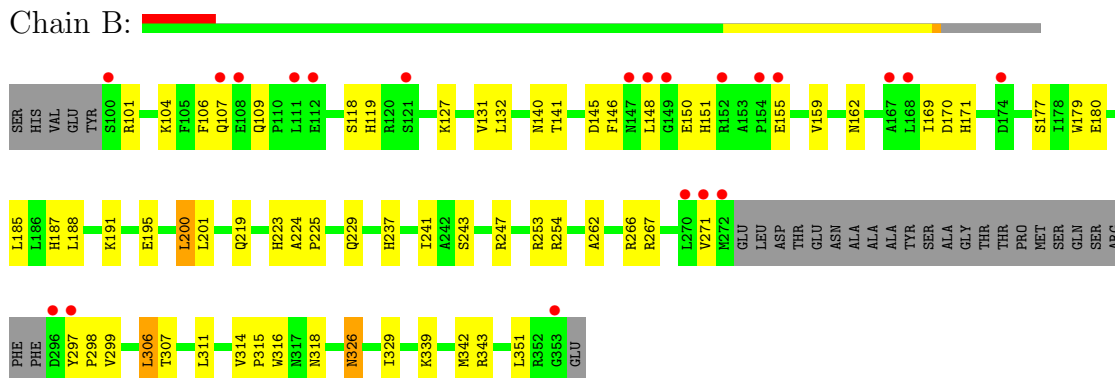 Chain B:
SER HIS VAL GLU TYR S100 R101 K104 F105 F106 Q107 E108 Q109 P110 L111 E112 S118 H119 R120 S121 K127 V131 L132 N140 T141 D145 F146 N147 L148 G149 E150 H151 R152 A153 P154 E155 V159 N162 A167 L168 I169 D170 H171 D174 S177 I178 W179 E180
L185 L186 H187 L188 K191 E195 L200 L201 Q219 H223 A224 P225 Q229 H237 I241 A242 S243 R247 R253 R254 A262 R266 R267 L270 V271 M272 GLU LEU ASP THR GLU ASN ALA ALA ALA TYR SER ALA GLY THR THR PRO MET SER GLN SER ARG
PHE PHE D296 Y297 P298 V299 L306 T307 L311 V314 P315 W316 N317 N318 N326 I329 K339 M342 R343 L351 R352 G353 GLU